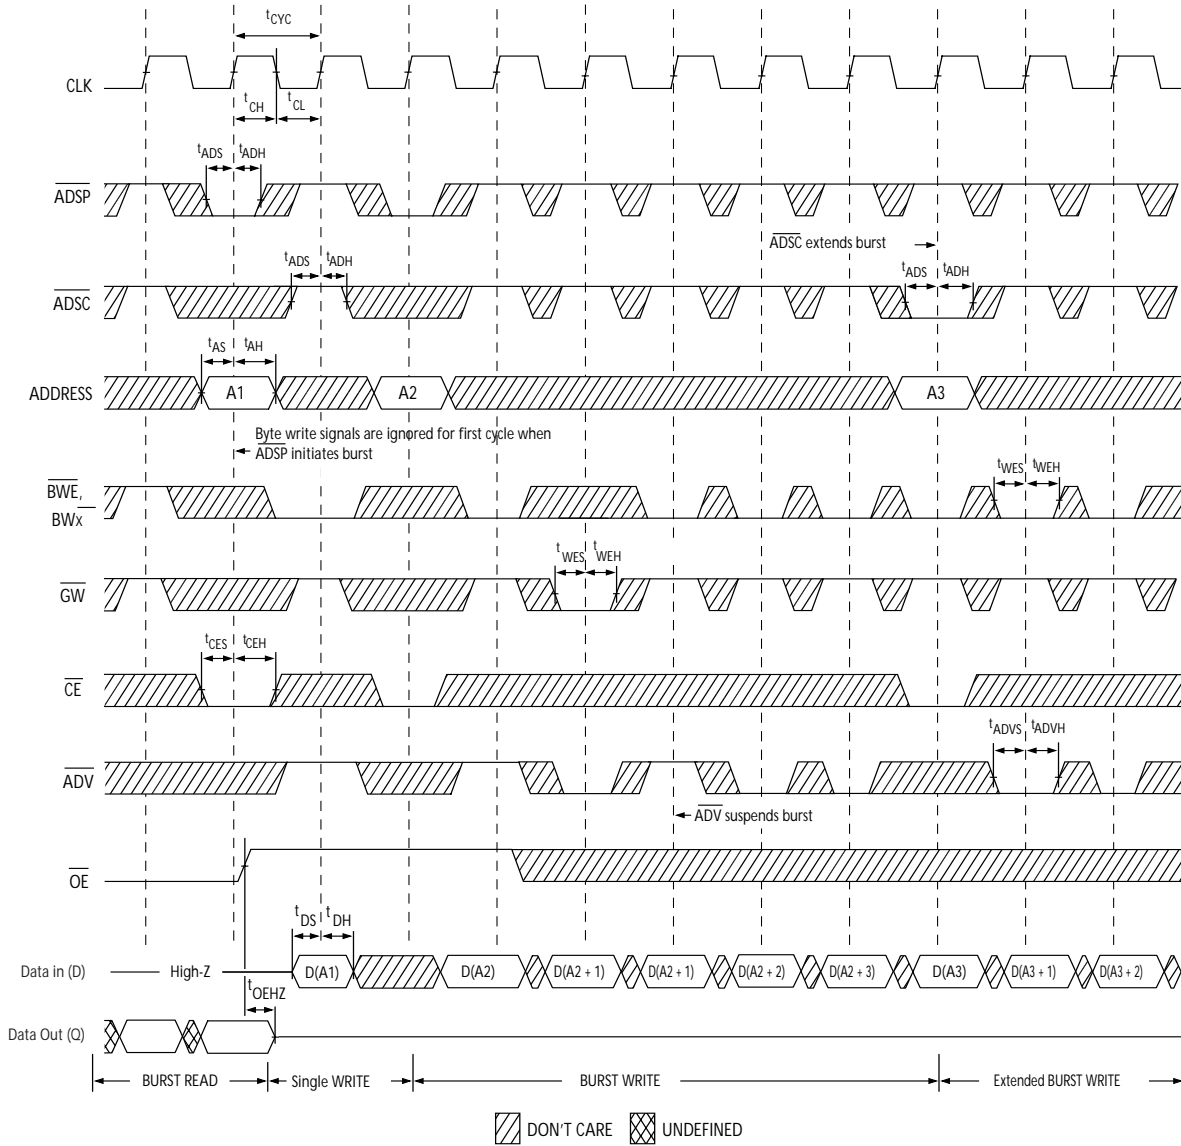 tCYC
CLK
tCH
tCL
tADS
tADH
ADSP
ADSC extends burst
tADS
tADH
tADS
tADH
ADSC
tAS
tAH
ADDRESS
A1
A2
A3
Byte write signals are ignored for first cycle when
ADSP initiates burst
BWE,
BWx
tWES
tWEH
tWES
tWEH
GW
tCES
tCEH
CE
tADVS
tADVH
ADV
ADV suspends burst
OE
tDS
tDH
Data in (D)
High-Z
D(A1)
D(A2)
D(A2 + 1)
D(A2 + 1)
D(A2 + 2)
D(A2 + 3)
D(A3)
D(A3 + 1)
D(A3 + 2)
tOEHZ
Data Out (Q)
BURST READ
Single WRITE
BURST WRITE
Extended BURST WRITE
DON'T CARE
UNDEFINED